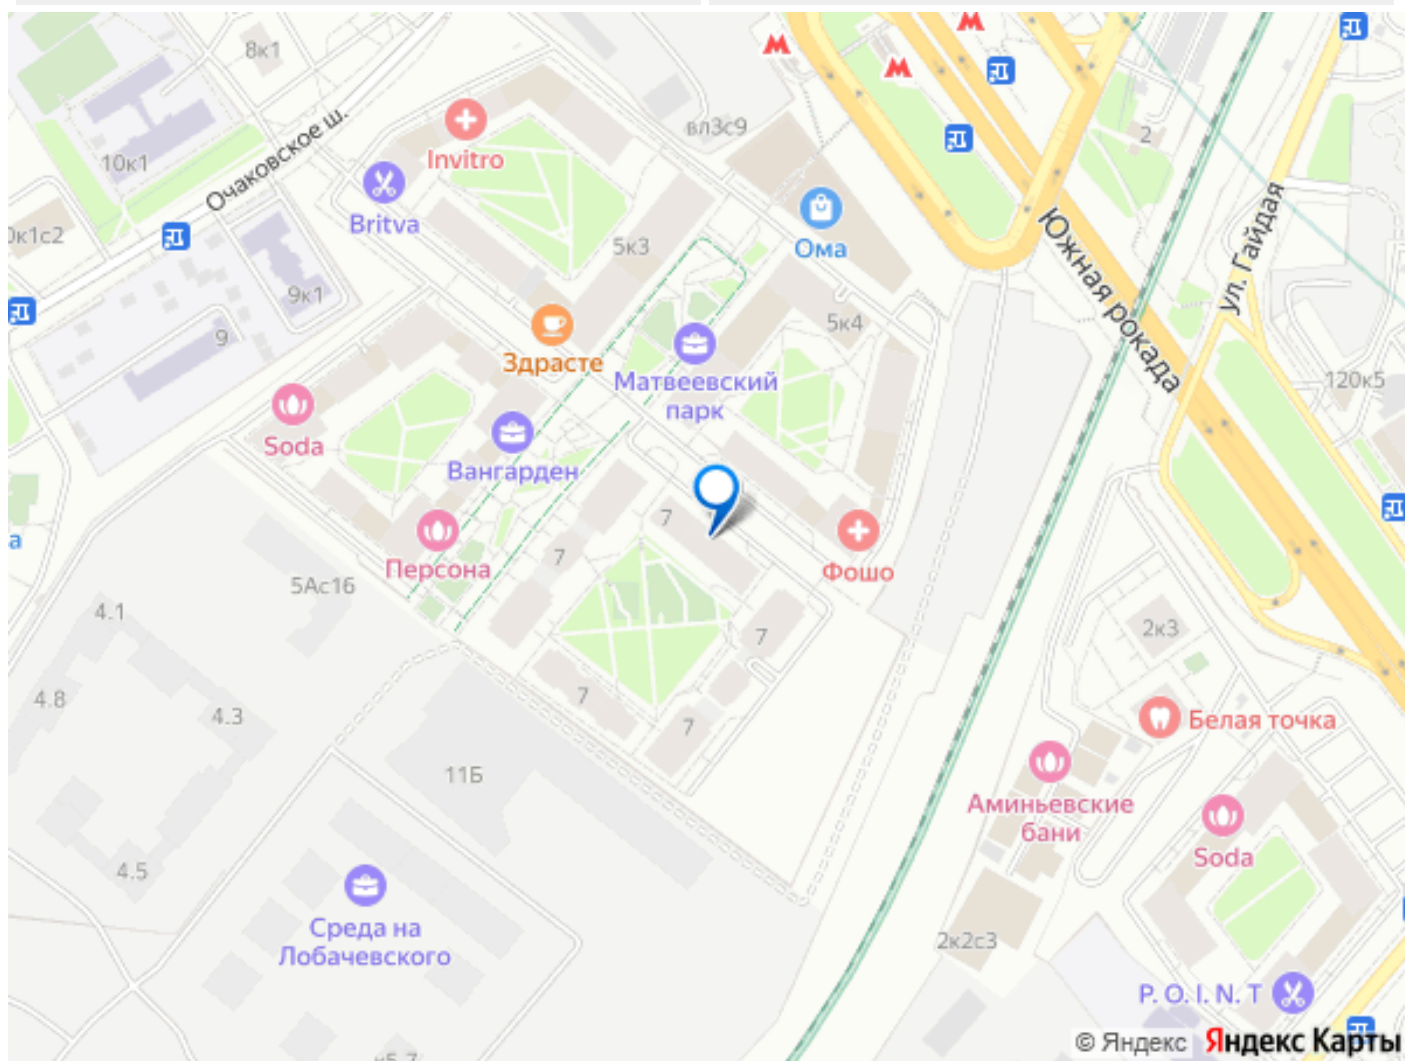 8к1
вл3с9
2
Invitro
10к1
Очаковское ш.
Britva
0к1с2
5к3
Ома
Южная рокада
ул. Гайдая
9к1
5к4
9
Здрасте
Матвеевский
парк
120к5
Soda
Вангарден
7
7
Персона
Фошо
5Ас16
а
4.1
7
2к3
4.8
4.3
7
7
Белая точка
11Б
Аминьевские
бани
Soda
4.5
Среда на
Лобачевского
2к2с3
P. O. I. N. T
© Яндекс Яндекс Карты